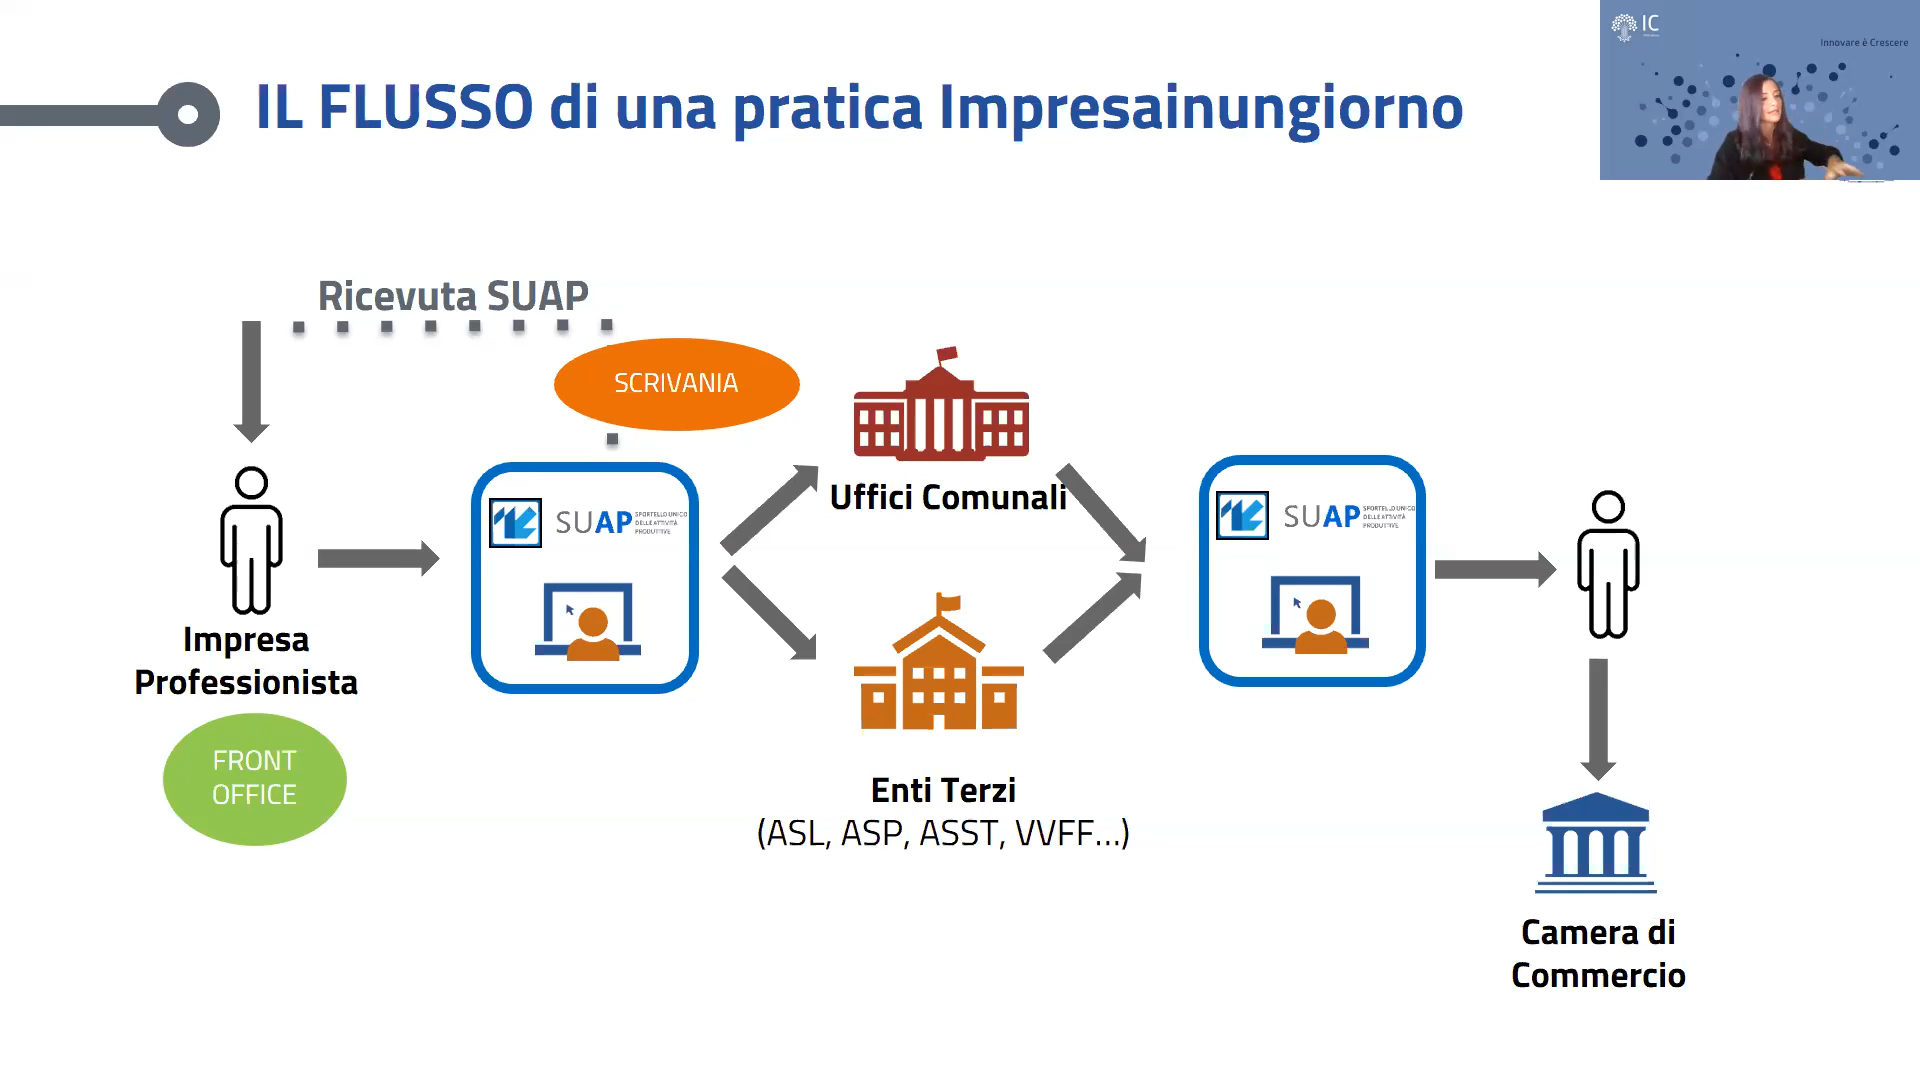 IL FLUSSO di una pratica Impresainungiorno
IC
Innovare è Crescere
Ricevuta SUAP
SCRIVANIA
Uffici Comunali
SUAP SPORTELLO UNICO
DELLE ATTIVITÀ
PRODUTTIVE
SUAP SPORTELLO UNICO
DELLE ATTIVITÀ
PRODUTTIVE
Impresa
Professionista
FRONT
OFFICE
Enti Terzi
(ASL, ASP, ASST, VVFF...)
Camera di
Commercio